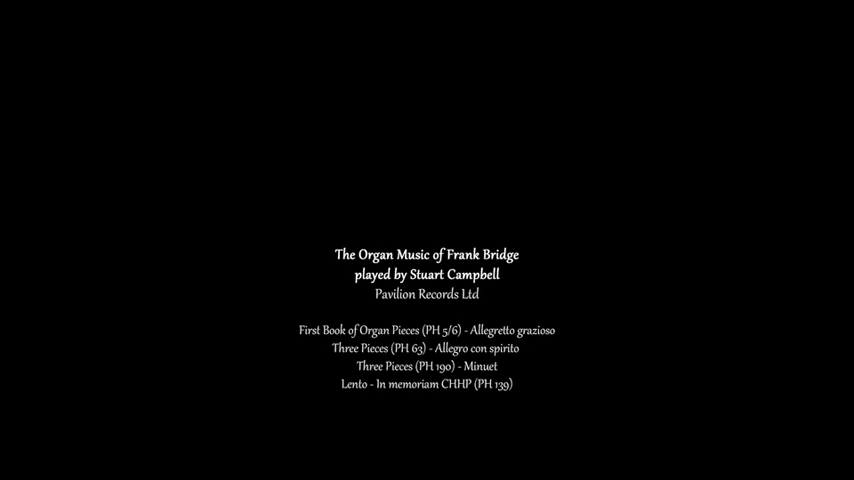 The Organ Music of Frank Bridge
played by Stuart Campbell
Pavilion Records Ltd
First Book of Organ Pieces (PH 5/6) - Allegretto grazioso
Three Pieces (PH 63) - Allegro con spirito
Three Pieces (PH 190) - Minuet
Lento - In memoriam CHHP (PH 139)